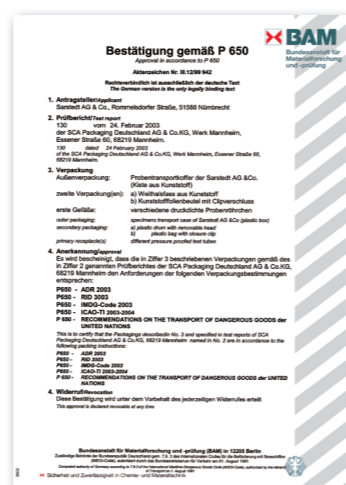 BAM
Bundesanstalt für
Materialforschung
und -prüfung
Bestätigung gemäß P 650
Approval in accordance to P 650
Aktenzeichen Nr. III.12/99 942
Rechtsverbindlich ist ausschließlich der deutsche Text
The German version is the only legally binding text
1. Antragsteller/Applicant
Sarstedt AG & Co., Rommelsdorfer Straße, 51588 Nümbrecht
2. Prüfbericht/Test report
130 vom 24. Februar 2003
der SCA Packaging Deutschland AG & Co.KG, Werk Mannheim,
Essener Straße 60, 68219 Mannheim.
130 dated 24 February 2003
of the SCA Packaging Deutschland AG & Co.KG, Werk Mannheim, Essener Straße 60,
68219 Mannheim.
3. Verpackung
Außenverpackung: Probentransportkoffer der Sarstedt AG&Co.
(Kiste aus Kunststoff)
zweite Verpackung(en): a) Weithalsfass aus Kunststoff
b) Kunststofffolienbeutel mit Clipverschluss
erste Gefäße: verschiedene druckdichte Probenröhrchen
outer packaging: specimens transport case of Sarstedt AG &Co (plastic box)
secondary packaging: a) plastic drum with removable head
b) plastic bag with closure clip
primary receptacle(s) different pressure proofed test tubes
4. Anerkennung/approval
Es wird bescheinigt, dass die in Ziffer 3 beschriebenen Verpackungen gemäß des
in Ziffer 2 genannten Prüfberichtes der SCA Packaging Deutschland AG & Co.KG,
68219 Mannheim den Anforderungen der folgenden Verpackungsbestimmungen
entsprechen:
P650 - ADR 2003
P650 - RID 2003
P650 - IMDG-Code 2003
P650 - ICAO-TI 2003-2004
P 650 - RECOMMENDATIONS ON THE TRANSPORT OF DANGEROUS GOODS der
UNITED NATIONS
This is to certify that the Packagings describedin No. 3 and specified in test reports of SCA
Packaging Deutschland AG & Co.KG, 68219 Mannheim named in No. 2 are in accordance to the
following packing instructions:
P650 - ADR 2003
P650 - RID 2003
P650 - IMDG-Code 2003
P650 - ICAO-TI 2003-2004
P 650 - RECOMMENDATIONS ON THE TRANSPORT OF DANGEROUS GOODS der UNITED
NATIONS
4. Widerruf/Revocation
Diese Bestätigung wird unter dem Vorbehalt des jederzeitigen Widerrufes erteilt
This approval is declared revocable at any time
Bundesanstalt für Materialforschung und -prüfung (BAM) in 12205 Berlin
Sicherheit und Zuverlässigkeit in Chemie- und Materialtechnik